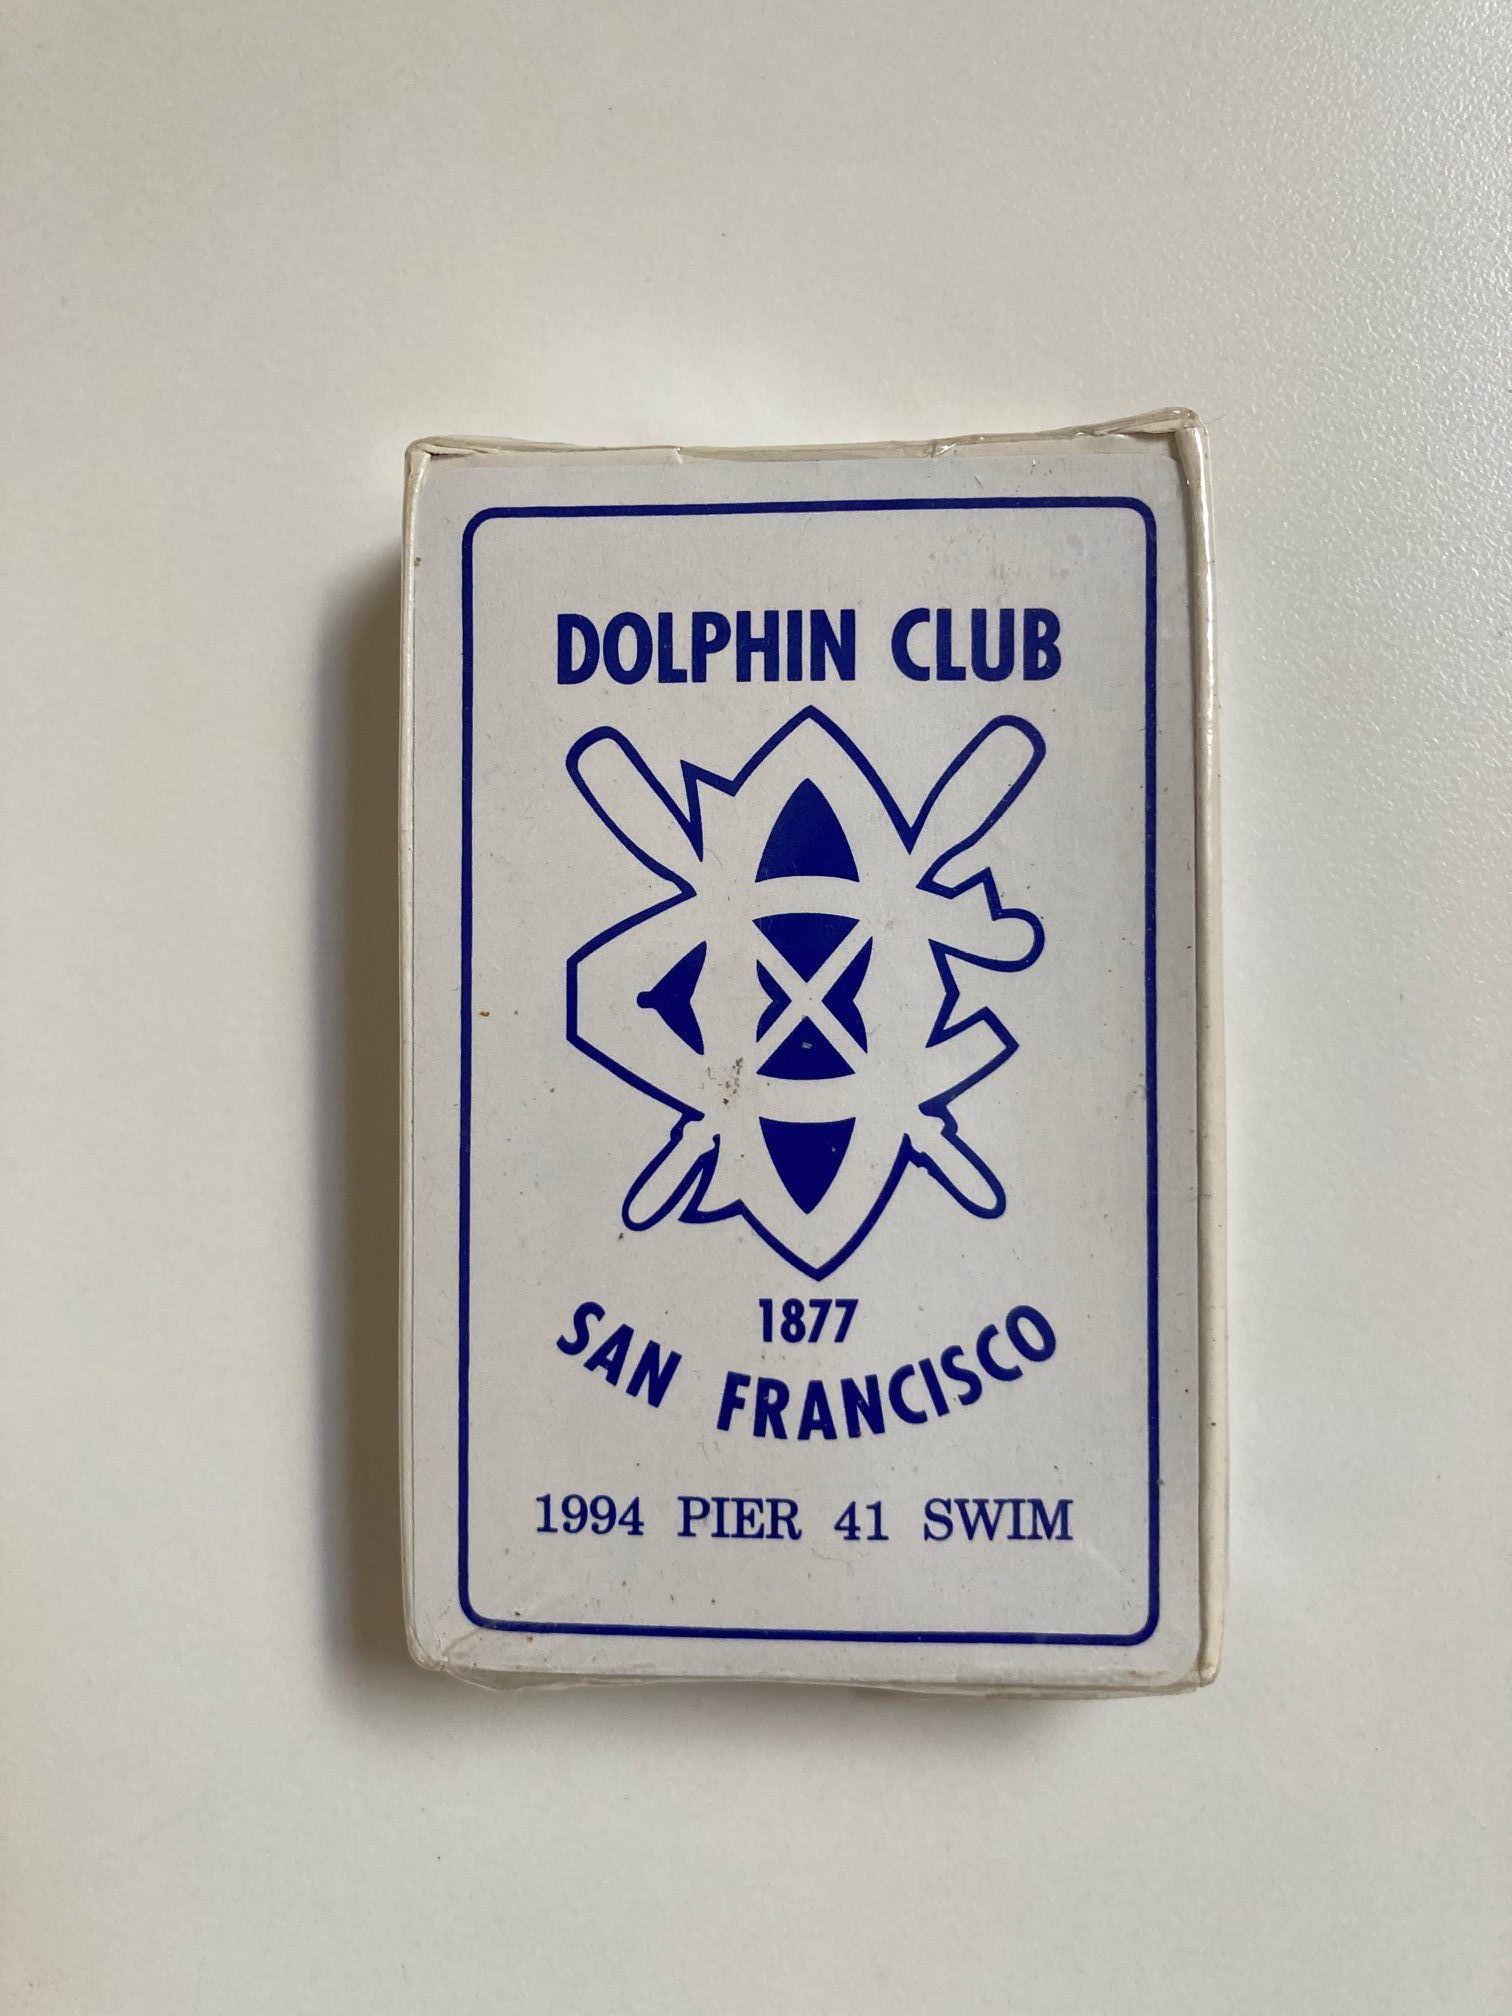 DOLPHIN CLUB
1877
SAN FRANCISCO
1994 PIER 41 SWIM